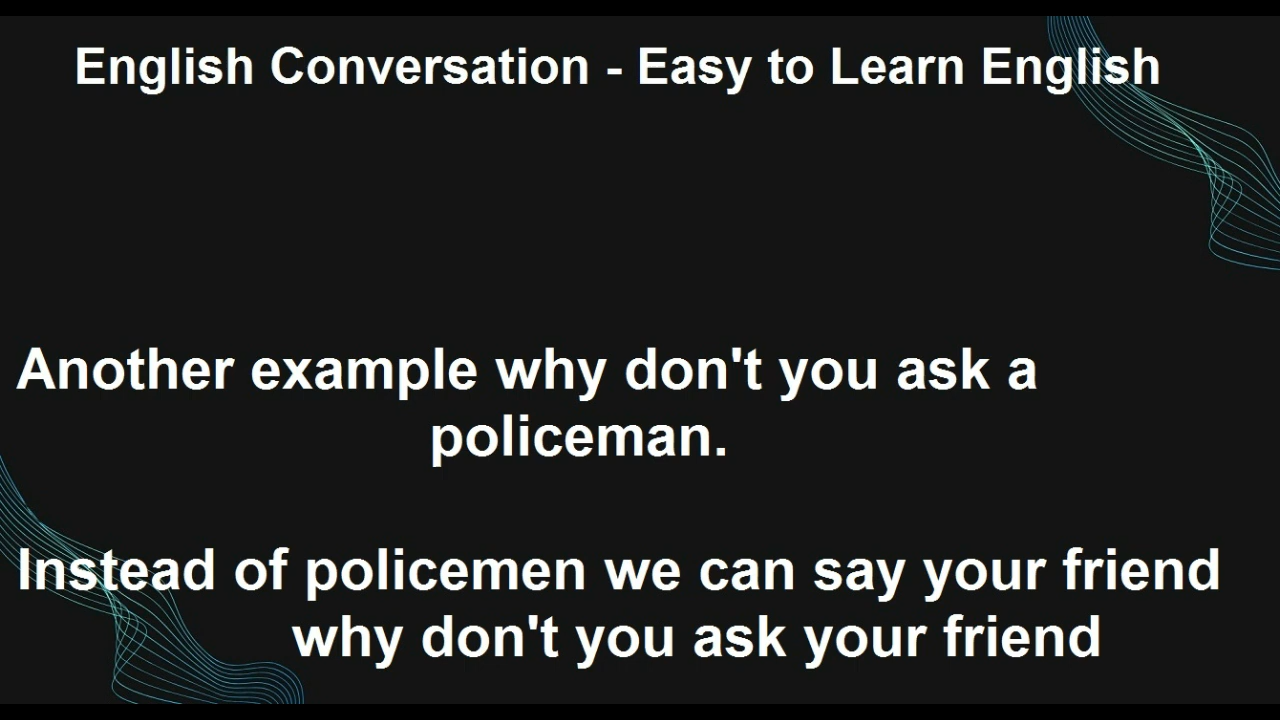 English Conversation - Easy to Learn English
Another example why don't you ask a
policeman.
Instead of policemen we can say your friend
why don't you ask your friend